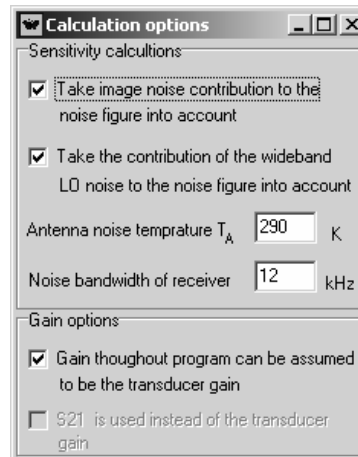 Calculation options
Sensitivity calcultions
Take image noise contribution to the
noise figure into account
Take the contribution of the wideband
LO noise to the noise figure into account
Antenna noise temprature TA 290 K
Noise bandwidth of receiver 12 kHz
Gain options
Gain thoughout program can be assumed
to be the transducer gain
S21 is used instead of the transducer
gain